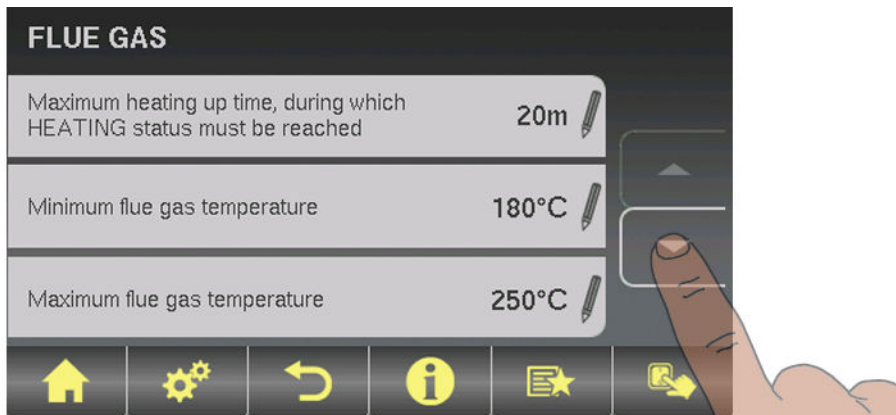 FLUE GAS
Maximum heating up time, during which
HEATING status must be reached
20m
Minimum flue gas temperature
180°C
Maximum flue gas temperature
250°C